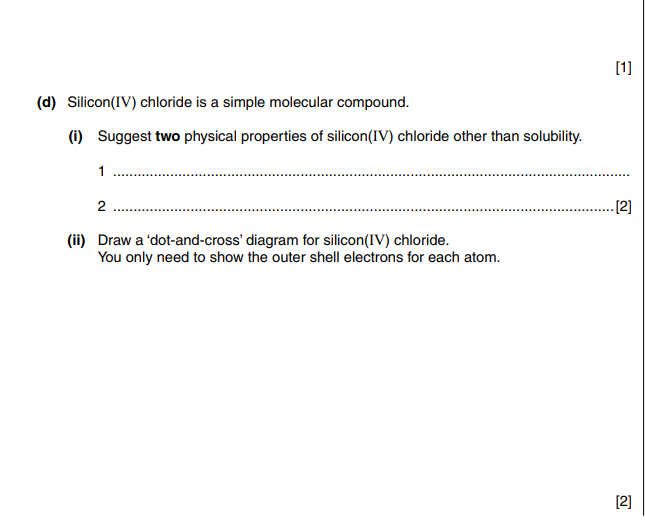 [1]
(d) Silicon(IV) chloride is a simple molecular compound.
(i) Suggest two physical properties of silicon(IV) chloride other than solubility.
1 ..............................................................................................................................
2 .........................................................................................................................[2]
(ii) Draw a ‘dot-and-cross’ diagram for silicon(IV) chloride.
You only need to show the outer shell electrons for each atom.
[2]